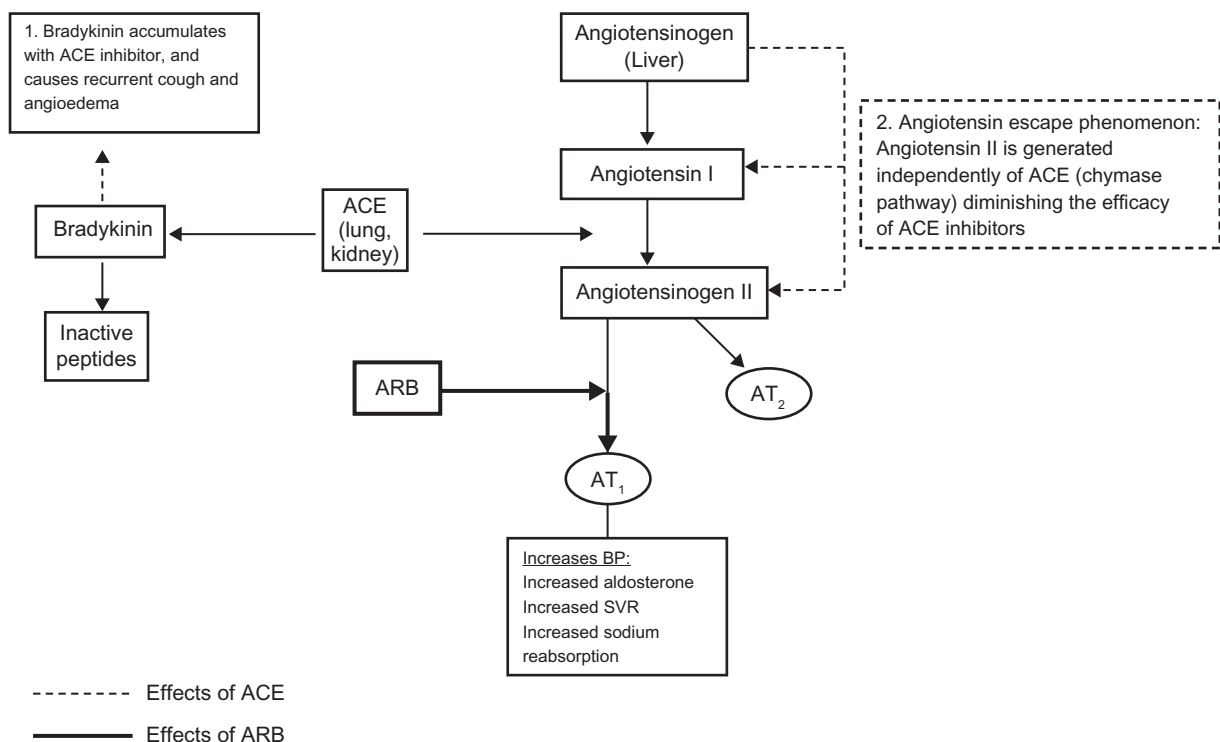 1. Bradykinin accumulates
with ACE inhibitor, and
causes recurrent cough and
angioedema
Angiotensinogen
(Liver)
2. Angiotensin escape phenomenon:
Angiotensin II is generated
independently of ACE (chymase
pathway) diminishing the efficacy
of ACE inhibitors
Angiotensin I
Bradykinin
ACE
(lung,
kidney)
Angiotensinogen II
Inactive
peptides
ARB
AT2
AT1
Increases BP:
Increased aldosterone
Increased SVR
Increased sodium
reabsorption
Effects of ACE
Effects of ARB